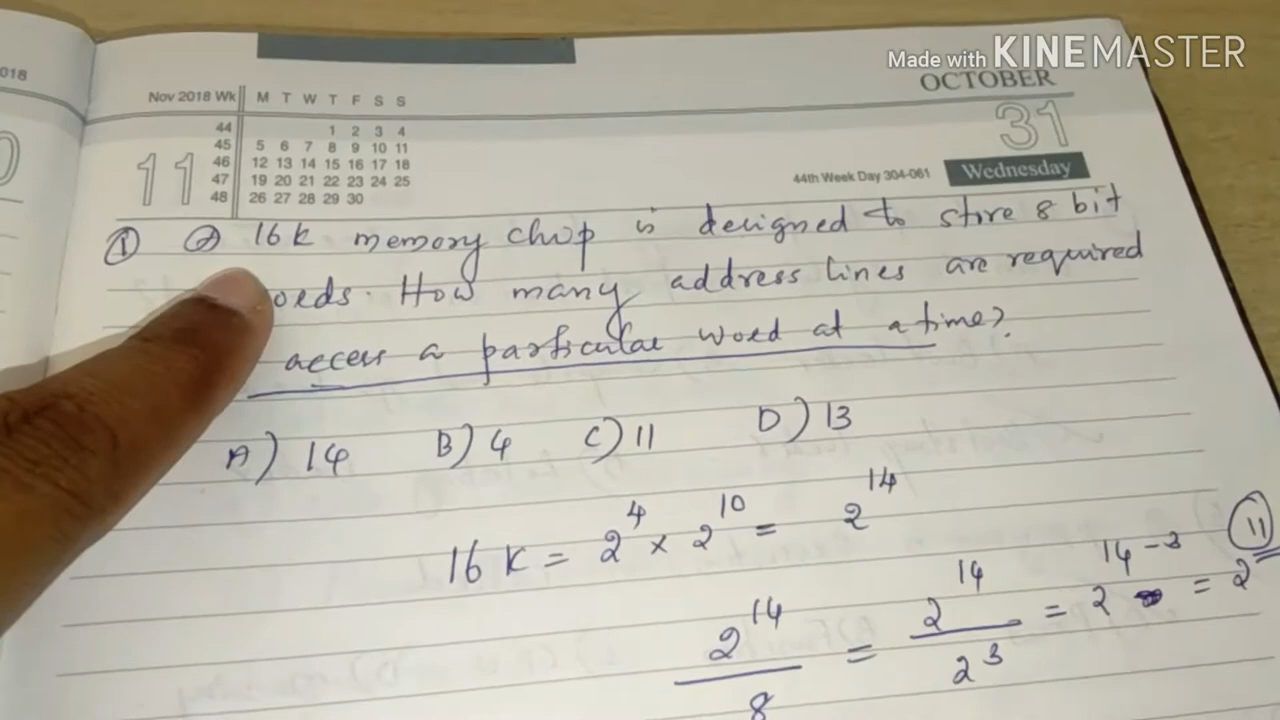 Made with KINEMASTER
018
OCTOBER
Nov 2018 Wk M T W T F S S
31
44 1 2 3 4
45 5 6 7 8 9 10 11
11 46 12 13 14 15 16 17 18
47 19 20 21 22 23 24 25
48 26 27 28 29 30
44th Week Day 304-061 Wednesday
① 16k memory chip is designed to store 8 bit
How many address lines are required
access a particular word at a time?
A) 14 B) 4 C) 11 D) 13
16 K = 2^4 × 2^10 = 2^14
2^14 / 8 = 2^14 / 2^3 = 2^14-3 = 2^11